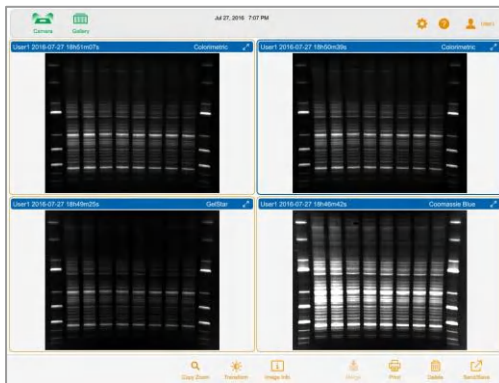 Jul 27, 2016 7:07 PM
Camera
Gallery
User1
User1 2016-07-27 18h51m07s
Colorimetric
User1 2016-07-27 18h50m39s
Colorimetric
User1 2016-07-27 18h49m25s
GelStar
User1 2016-07-27 18h46m42s
Coomassie Blue
Copy Zoom
Transform
Image Info
Merge
Print
Delete
Send/Save